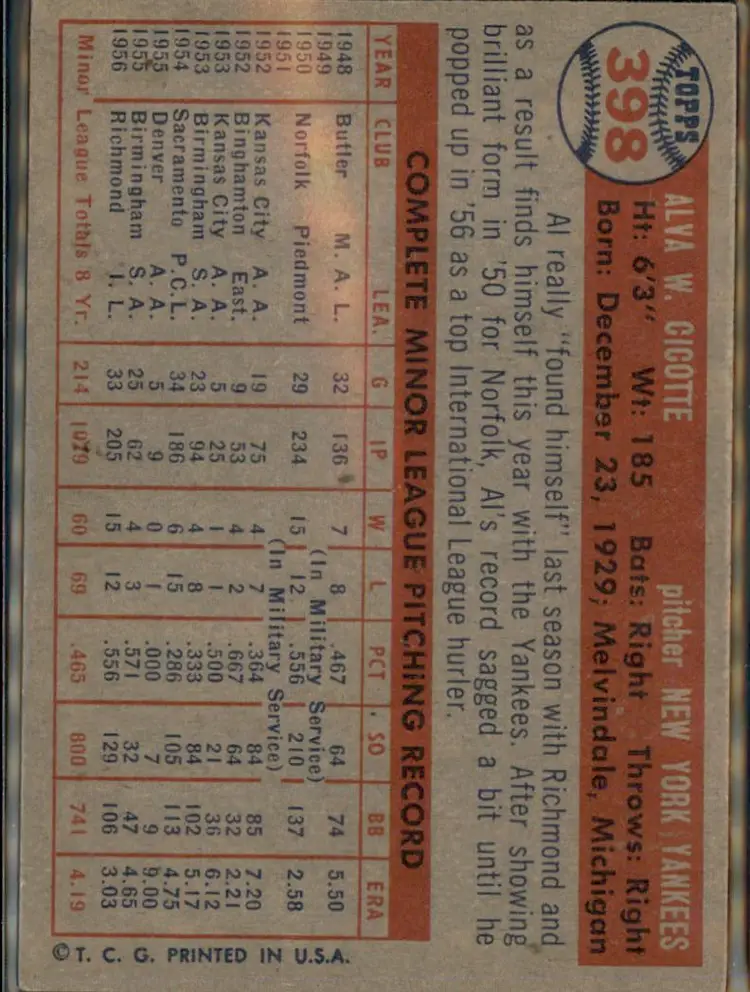 TOPPS
398
ALVA W. CICOTTE pitcher NEW YORK YANKEES
Ht: 6'3" Wt: 185 Bats: Right Throws: Right
Born: December 23, 1929; Melvindale, Michigan
Al really "found himself" last season with Richmond and
as a result finds himself this year with the Yankees. After showing
brilliant form in '50 for Norfolk, Al's record sagged a bit until he
popped up in '56 as a top International League hurler.
COMPLETE MINOR LEAGUE PITCHING RECORD
YEAR CLUB LEA. G IP W L PCT. SO BB ERA
1948 Butler M. A. L. 32 136 7 8 .467 64 74 5.50
1949 (In Military Service)
1950 Norfolk Piedmont 29 234 15 12 .556 210 137 2.58
1951 (In Military Service)
1952 Kansas City A. A. 19 75 4 7 .364 84 85 7.20
1952 Binghamton East. 9 53 4 2 .667 64 32 2.21
1953 Kansas City A. A. 5 25 1 1 .500 21 36 6.12
1953 Birmingham S. A. 23 94 4 8 .333 84 102 5.17
1954 Sacramento P.C.L. 34 186 6 15 .286 105 113 4.75
1955 Denver A. A. 5 9 0 1 .000 7 9 9.00
1955 Birmingham S. A. 25 62 4 3 .571 32 47 4.65
1956 Richmond I. L. 33 205 15 12 .556 129 106 3.03
Minor League Totals 8 Yr. 214 1079 60 69 .465 800 741 4.19
© T. C. G. PRINTED IN U.S.A.